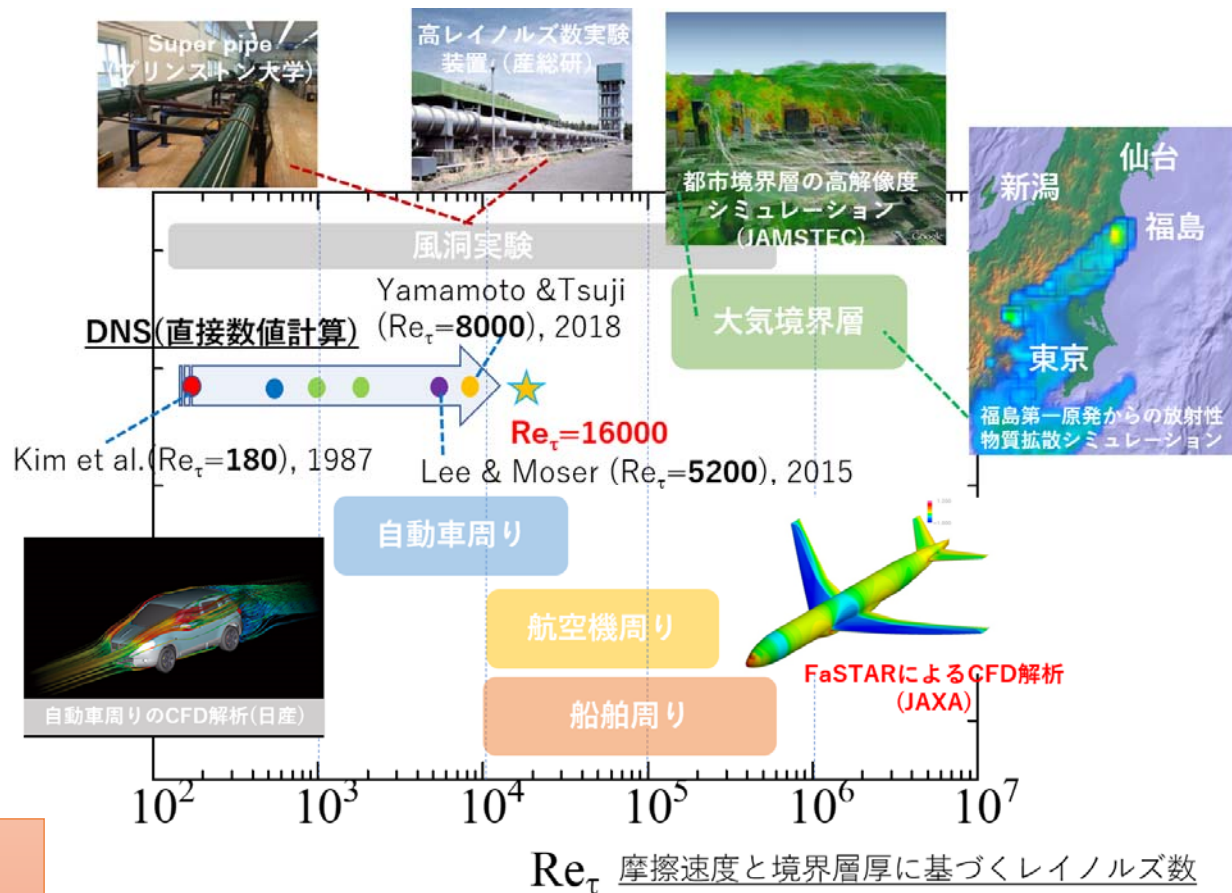 Super pipe
(プリンストン大学)
高レイノルズ数実験
装置（産総研）
都市境界層の高解像度
シミュレーション
(JAMSTEC)
Google
仙台
新潟
福島
東京
福島第一原発からの放射性
物質拡散シミュレーション
風洞実験
Yamamoto &Tsuji
(Reτ=8000), 2018
DNS(直接数値計算)
大気境界層
Reτ=16000
Kim et al.(Reτ=180), 1987
Lee & Moser (Reτ=5200), 2015
自動車周り
航空機周り
船舶周り
自動車周りのCFD解析(日産)
FaSTARによるCFD解析
(JAXA)
10² 10³ 10⁴ 10⁵ 10⁶ 10⁷
Reτ 摩擦速度と境界層厚に基づくレイノルズ数